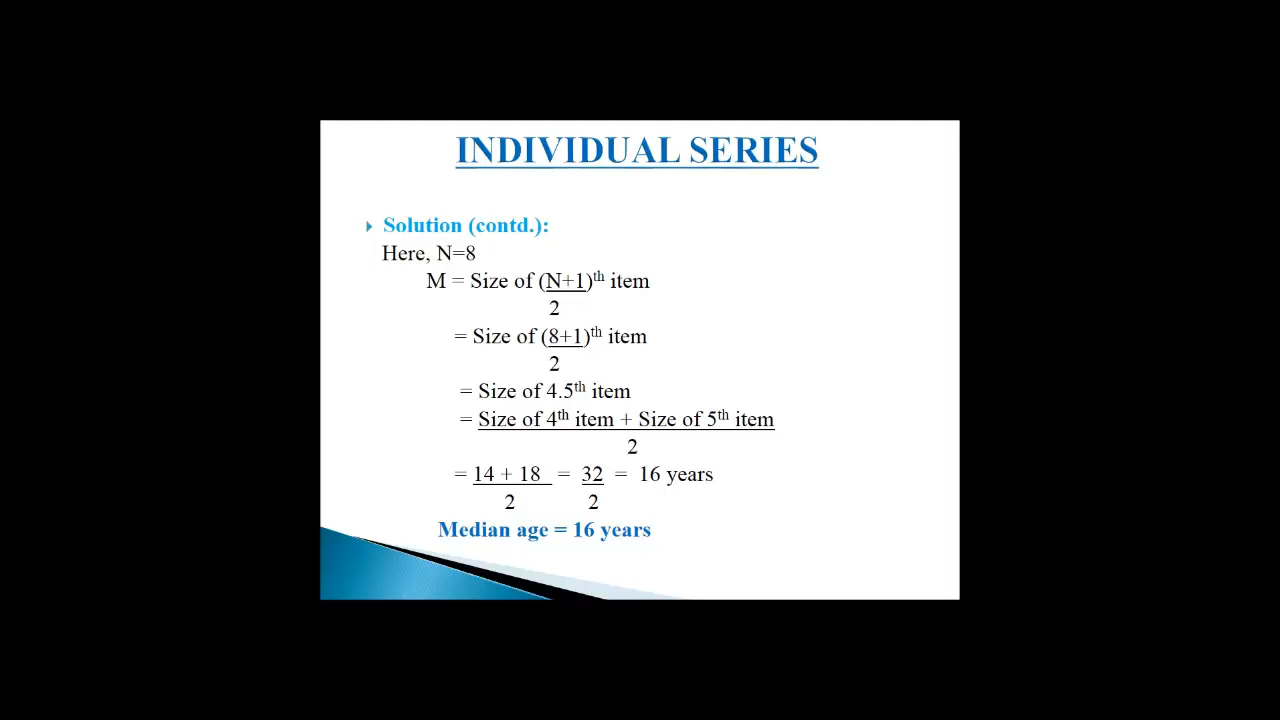 INDIVIDUAL SERIES
Solution (contd.):
Here, N=8
M = Size of (N+1)th item
2
= Size of (8+1)th item
2
= Size of 4.5th item
= Size of 4th item + Size of 5th item
2
= 14 + 18 = 32 = 16 years
2 2
Median age = 16 years